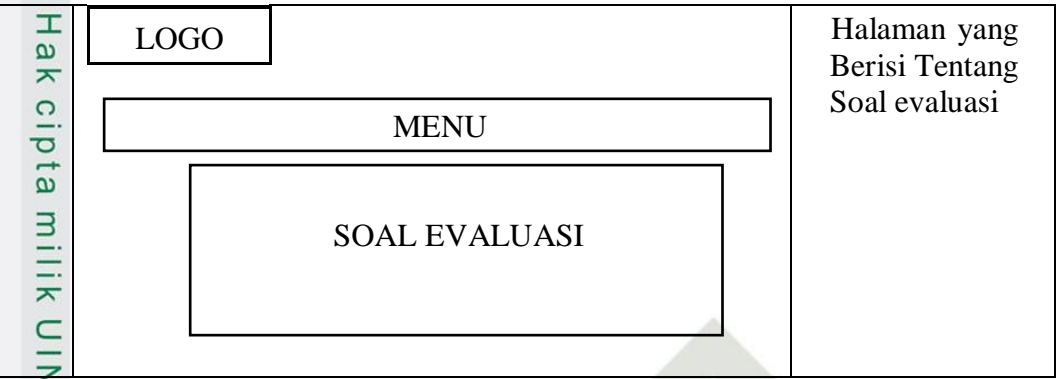 Hak cipta milik UIN
LOGO
MENU
SOAL EVALUASI
Halaman yang
Berisi Tentang
Soal evaluasi